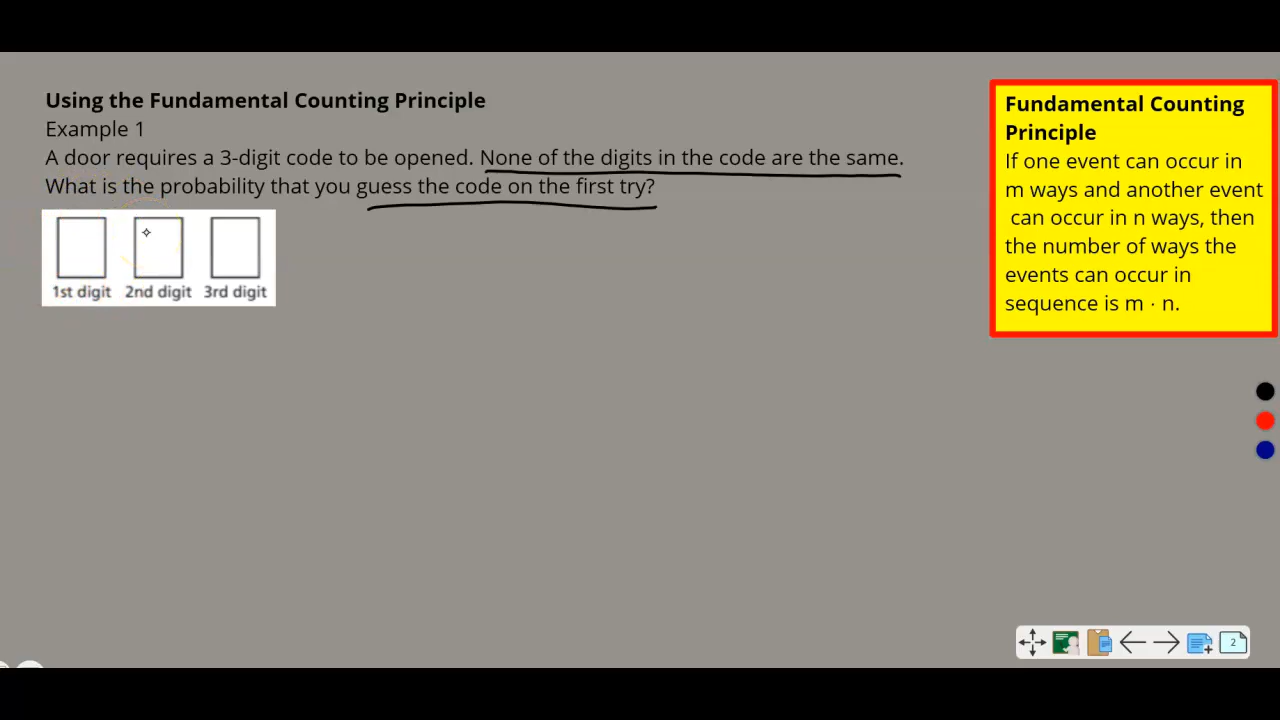 Using the Fundamental Counting Principle
Example 1
A door requires a 3-digit code to be opened. None of the digits in the code are the same.
What is the probability that you guess the code on the first try?
1st digit 2nd digit 3rd digit
Fundamental Counting
Principle
If one event can occur in
m ways and another event
can occur in n ways, then
the number of ways the
events can occur in
sequence is m · n.
2